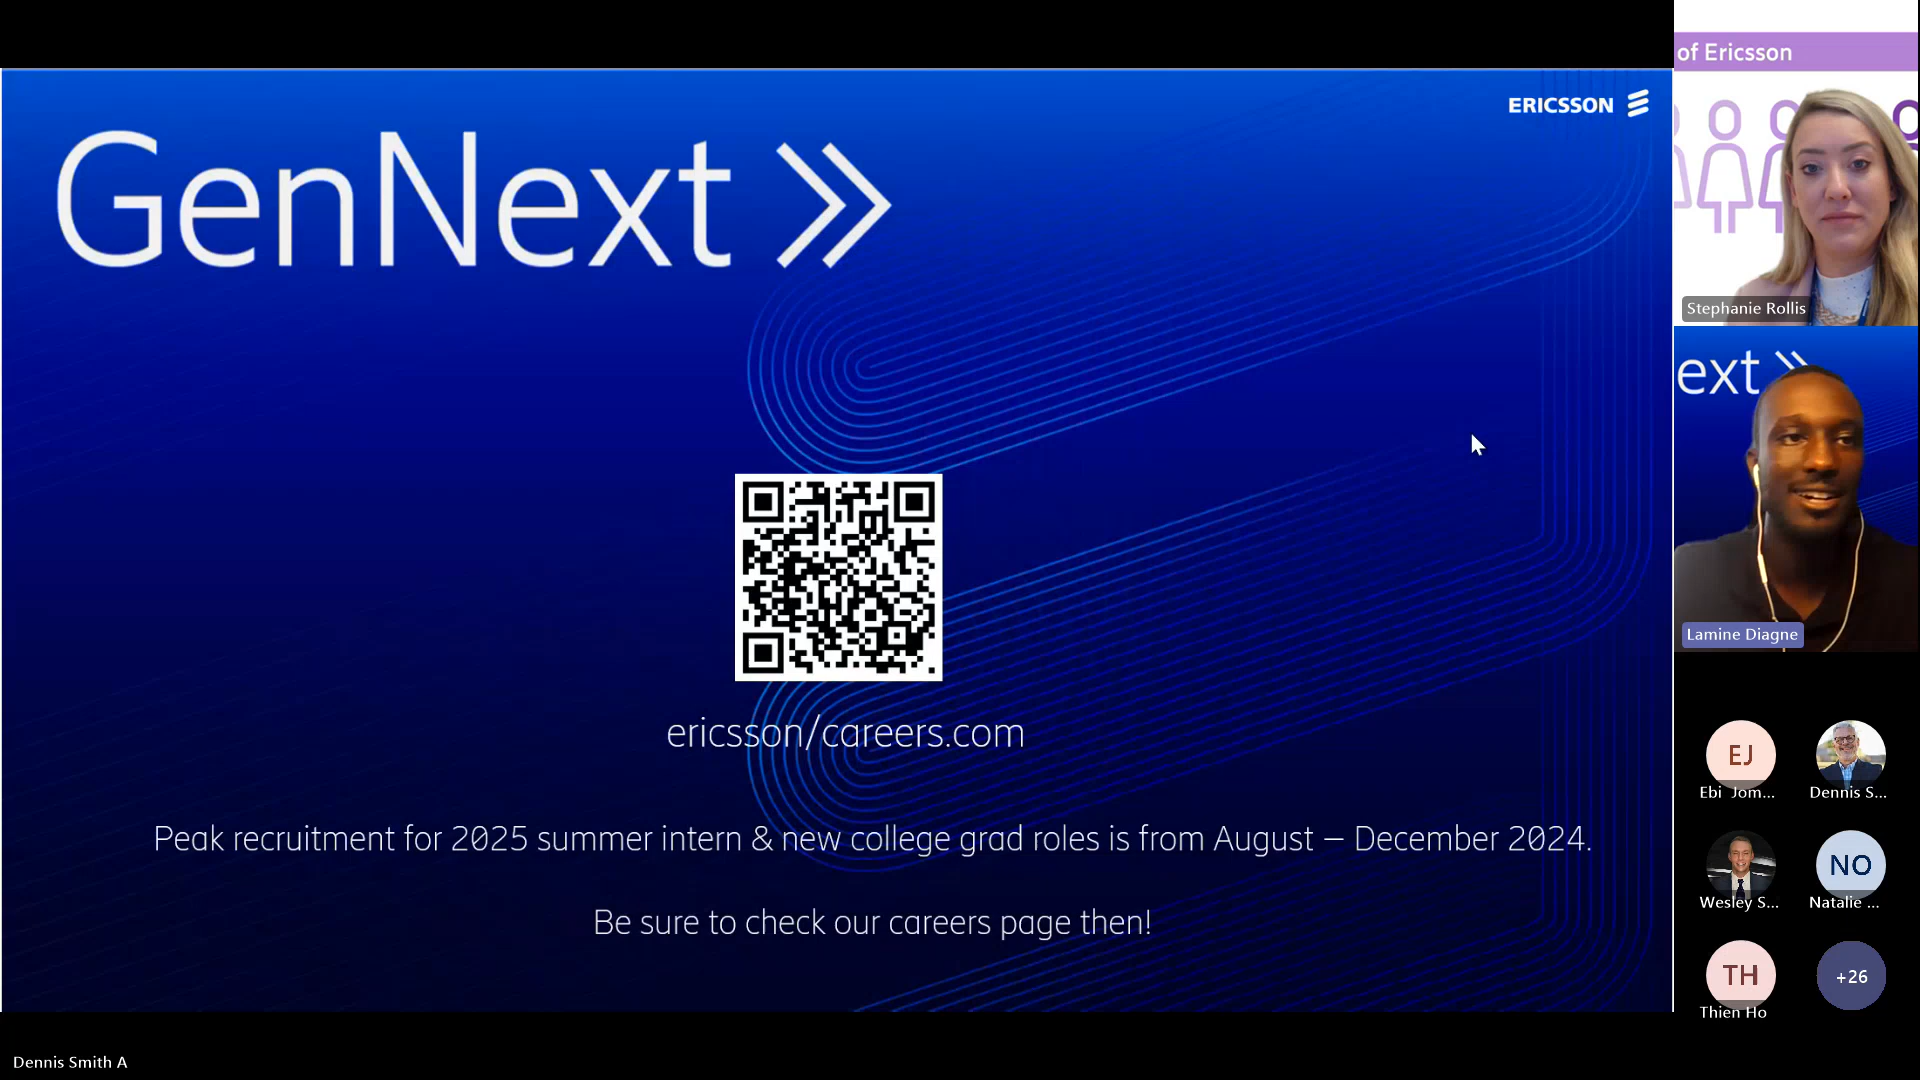 of Ericsson
ERICSSON
GenNext
Stephanie Rollis
ext
Lamine Diagne
ericsson/careers.com
Peak recruitment for 2025 summer intern & new college grad roles is from August – December 2024.
Be sure to check our careers page then!
EJ
Ebi Jom...
Dennis S...
Wesley S...
NO
Natalie ...
TH
Thien Ho
+26
Dennis Smith A